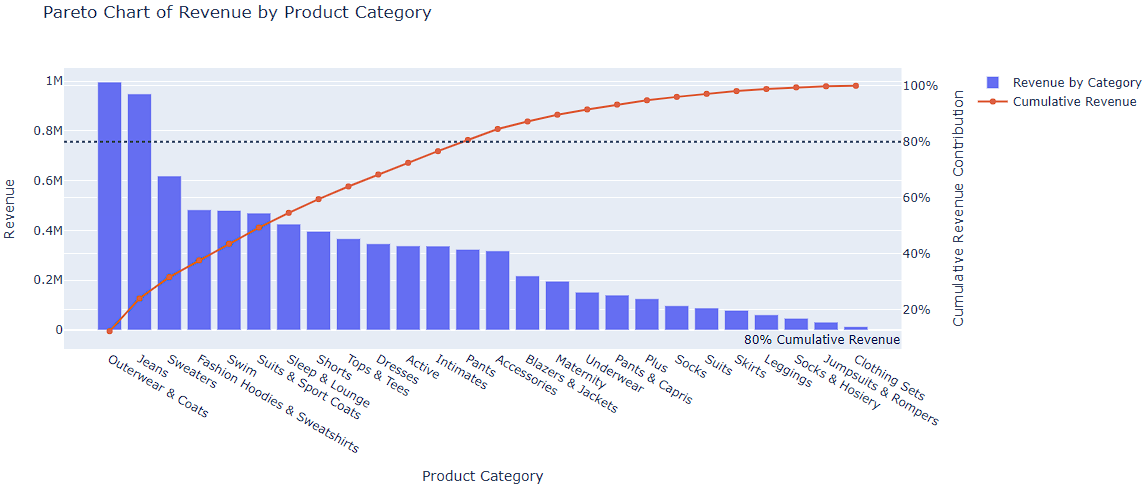 Pareto Chart of Revenue by Product Category
Revenue
1M
0.8M
0.6M
0.4M
0.2M
0
100%
80%
60%
40%
20%
Cumulative Revenue Contribution
Revenue by Category
Cumulative Revenue
80% Cumulative Revenue
Outerwear & Coats
Jeans
Sweaters
Fashion Hoodies & Sweatshirts
Swim
Suits & Sport Coats
Sleep & Lounge
Shorts
Tops & Tees
Dresses
Active
Intimates
Pants
Accessories
Blazers & Jackets
Maternity
Underwear
Pants & Capris
Plus
Socks
Suits
Skirts
Leggings
Socks & Hosiery
Jumpsuits & Rompers
Clothing Sets
Product Category